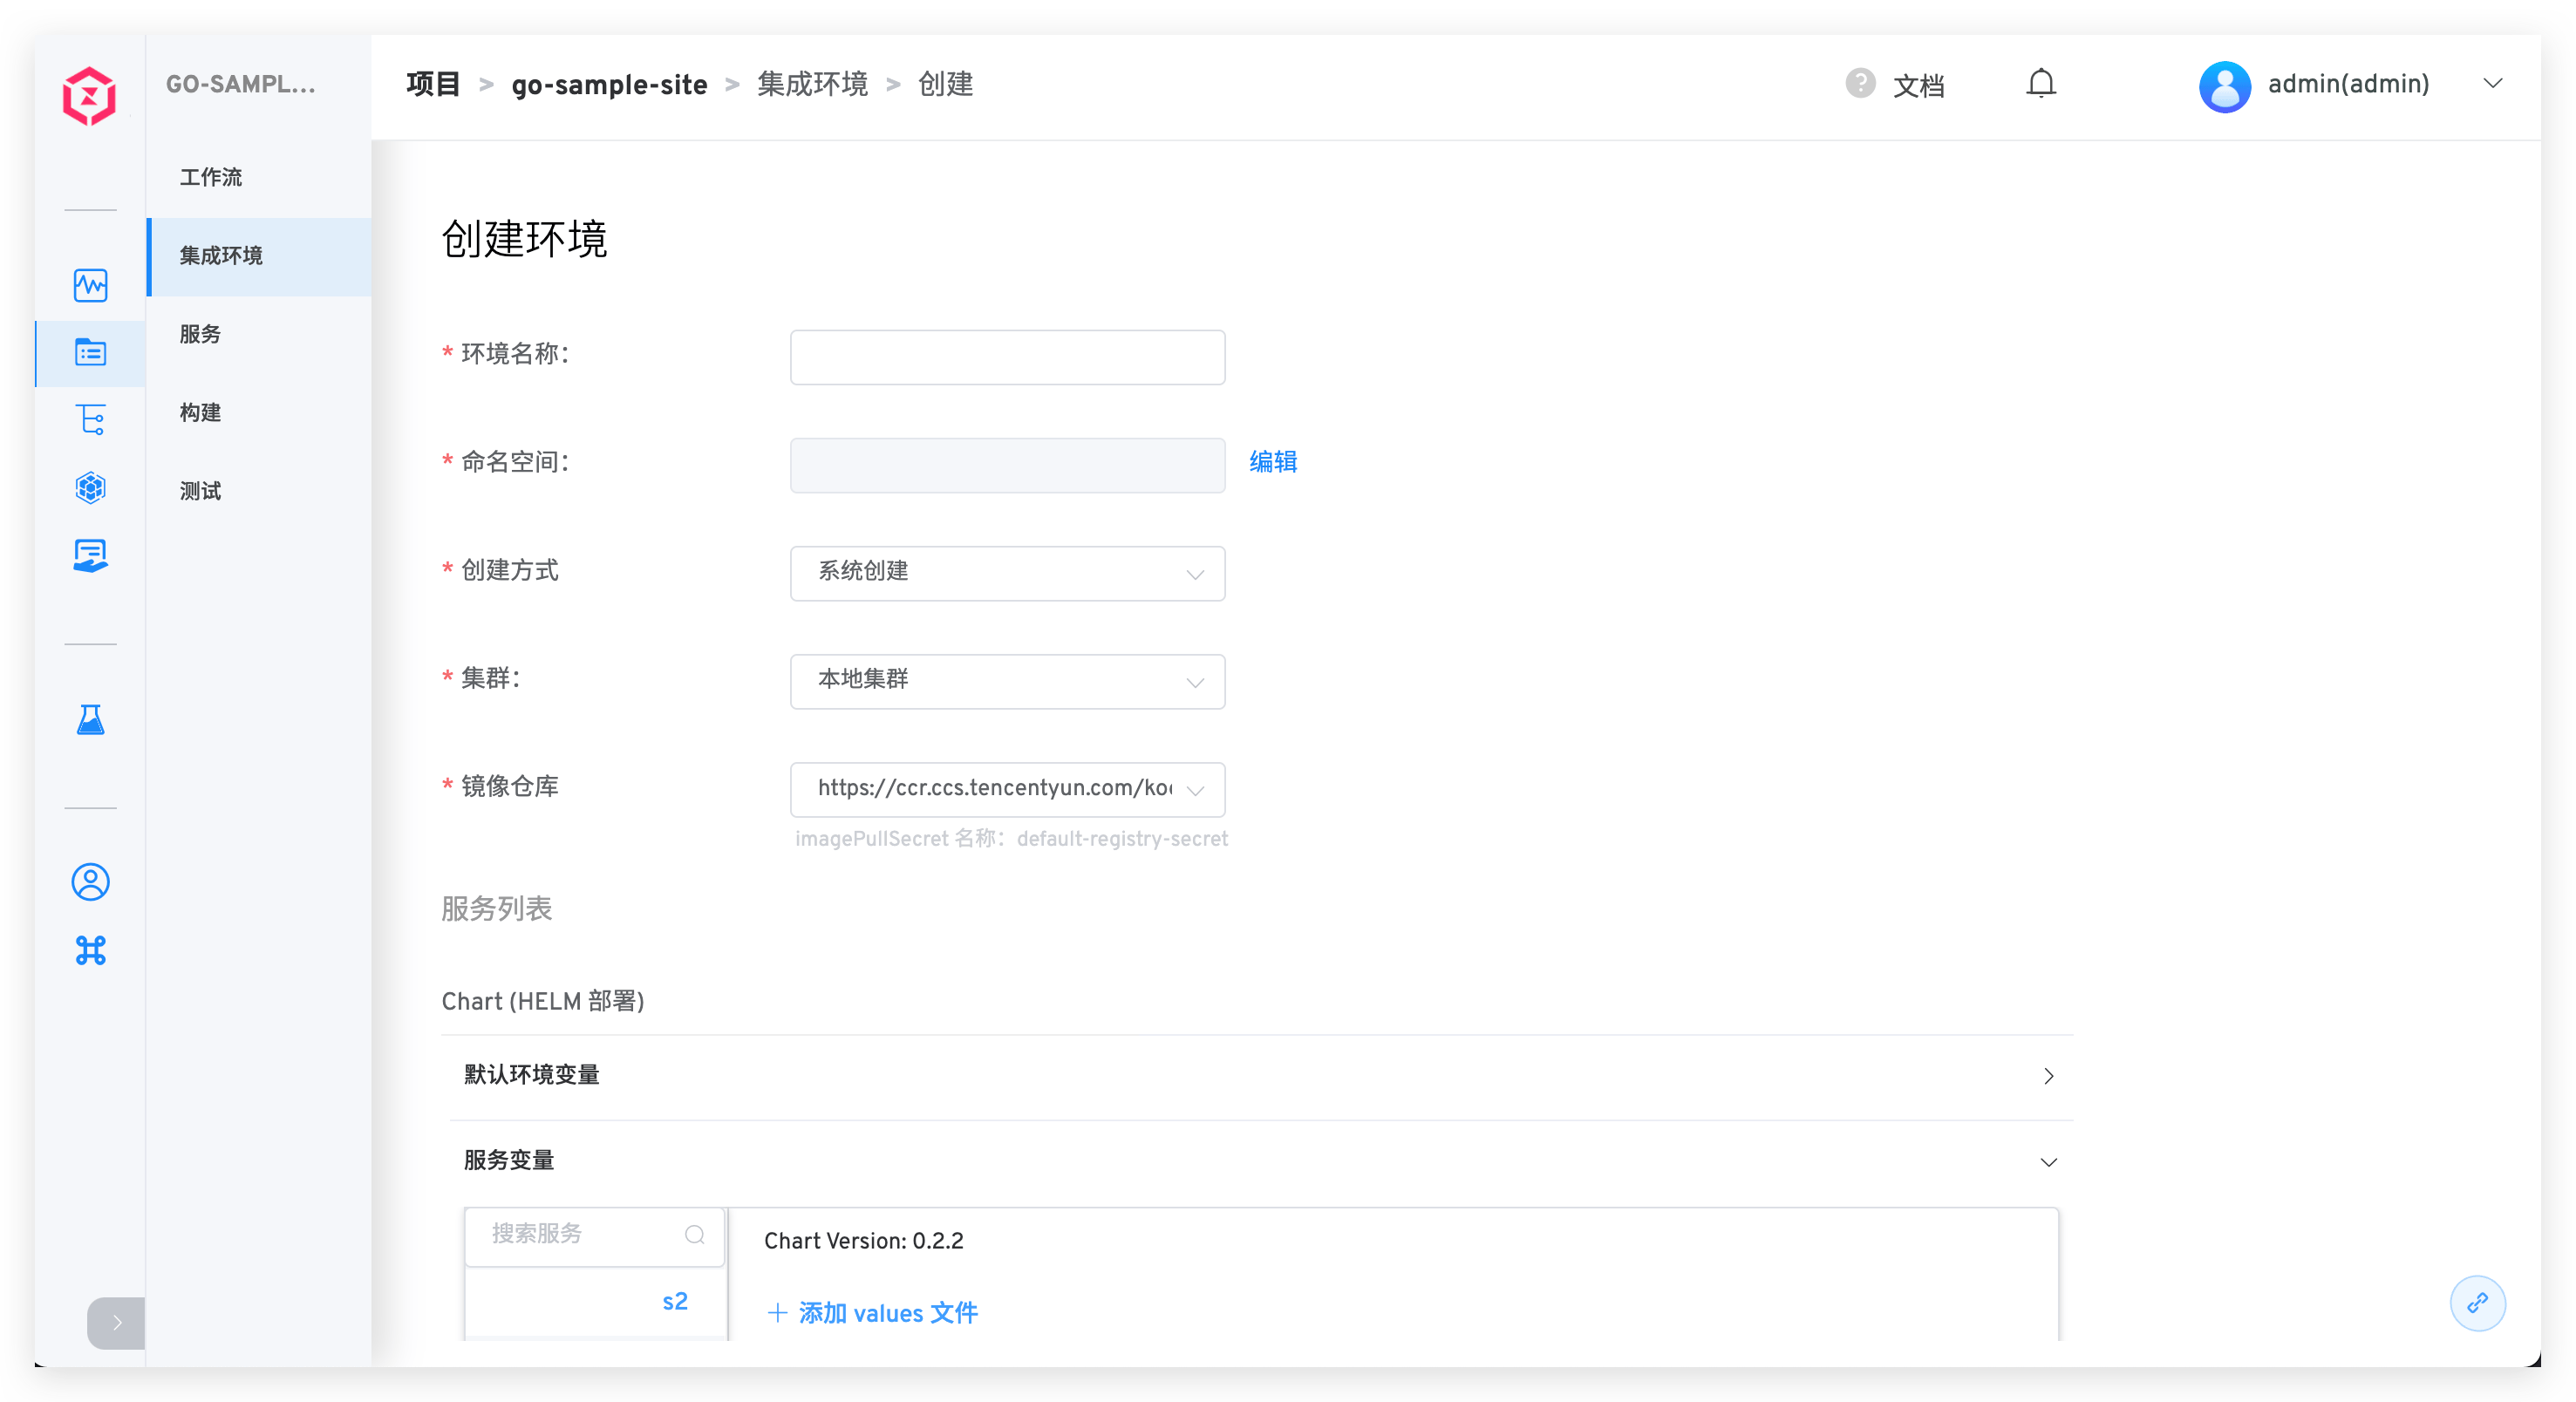 GO-SAMPL...
项目 > go-sample-site > 集成环境 > 创建
? 文档
admin(admin)
工作流
集成环境
服务
构建
测试
创建环境
* 环境名称：
* 命名空间： 编辑
* 创建方式 系统创建
* 集群： 本地集群
* 镜像仓库 https://ccr.ccs.tencentyun.com/ko
imagePullSecret 名称：default-registry-secret
服务列表
Chart (HELM 部署)
默认环境变量
服务变量
搜索服务
s2
Chart Version: 0.2.2
+ 添加 values 文件